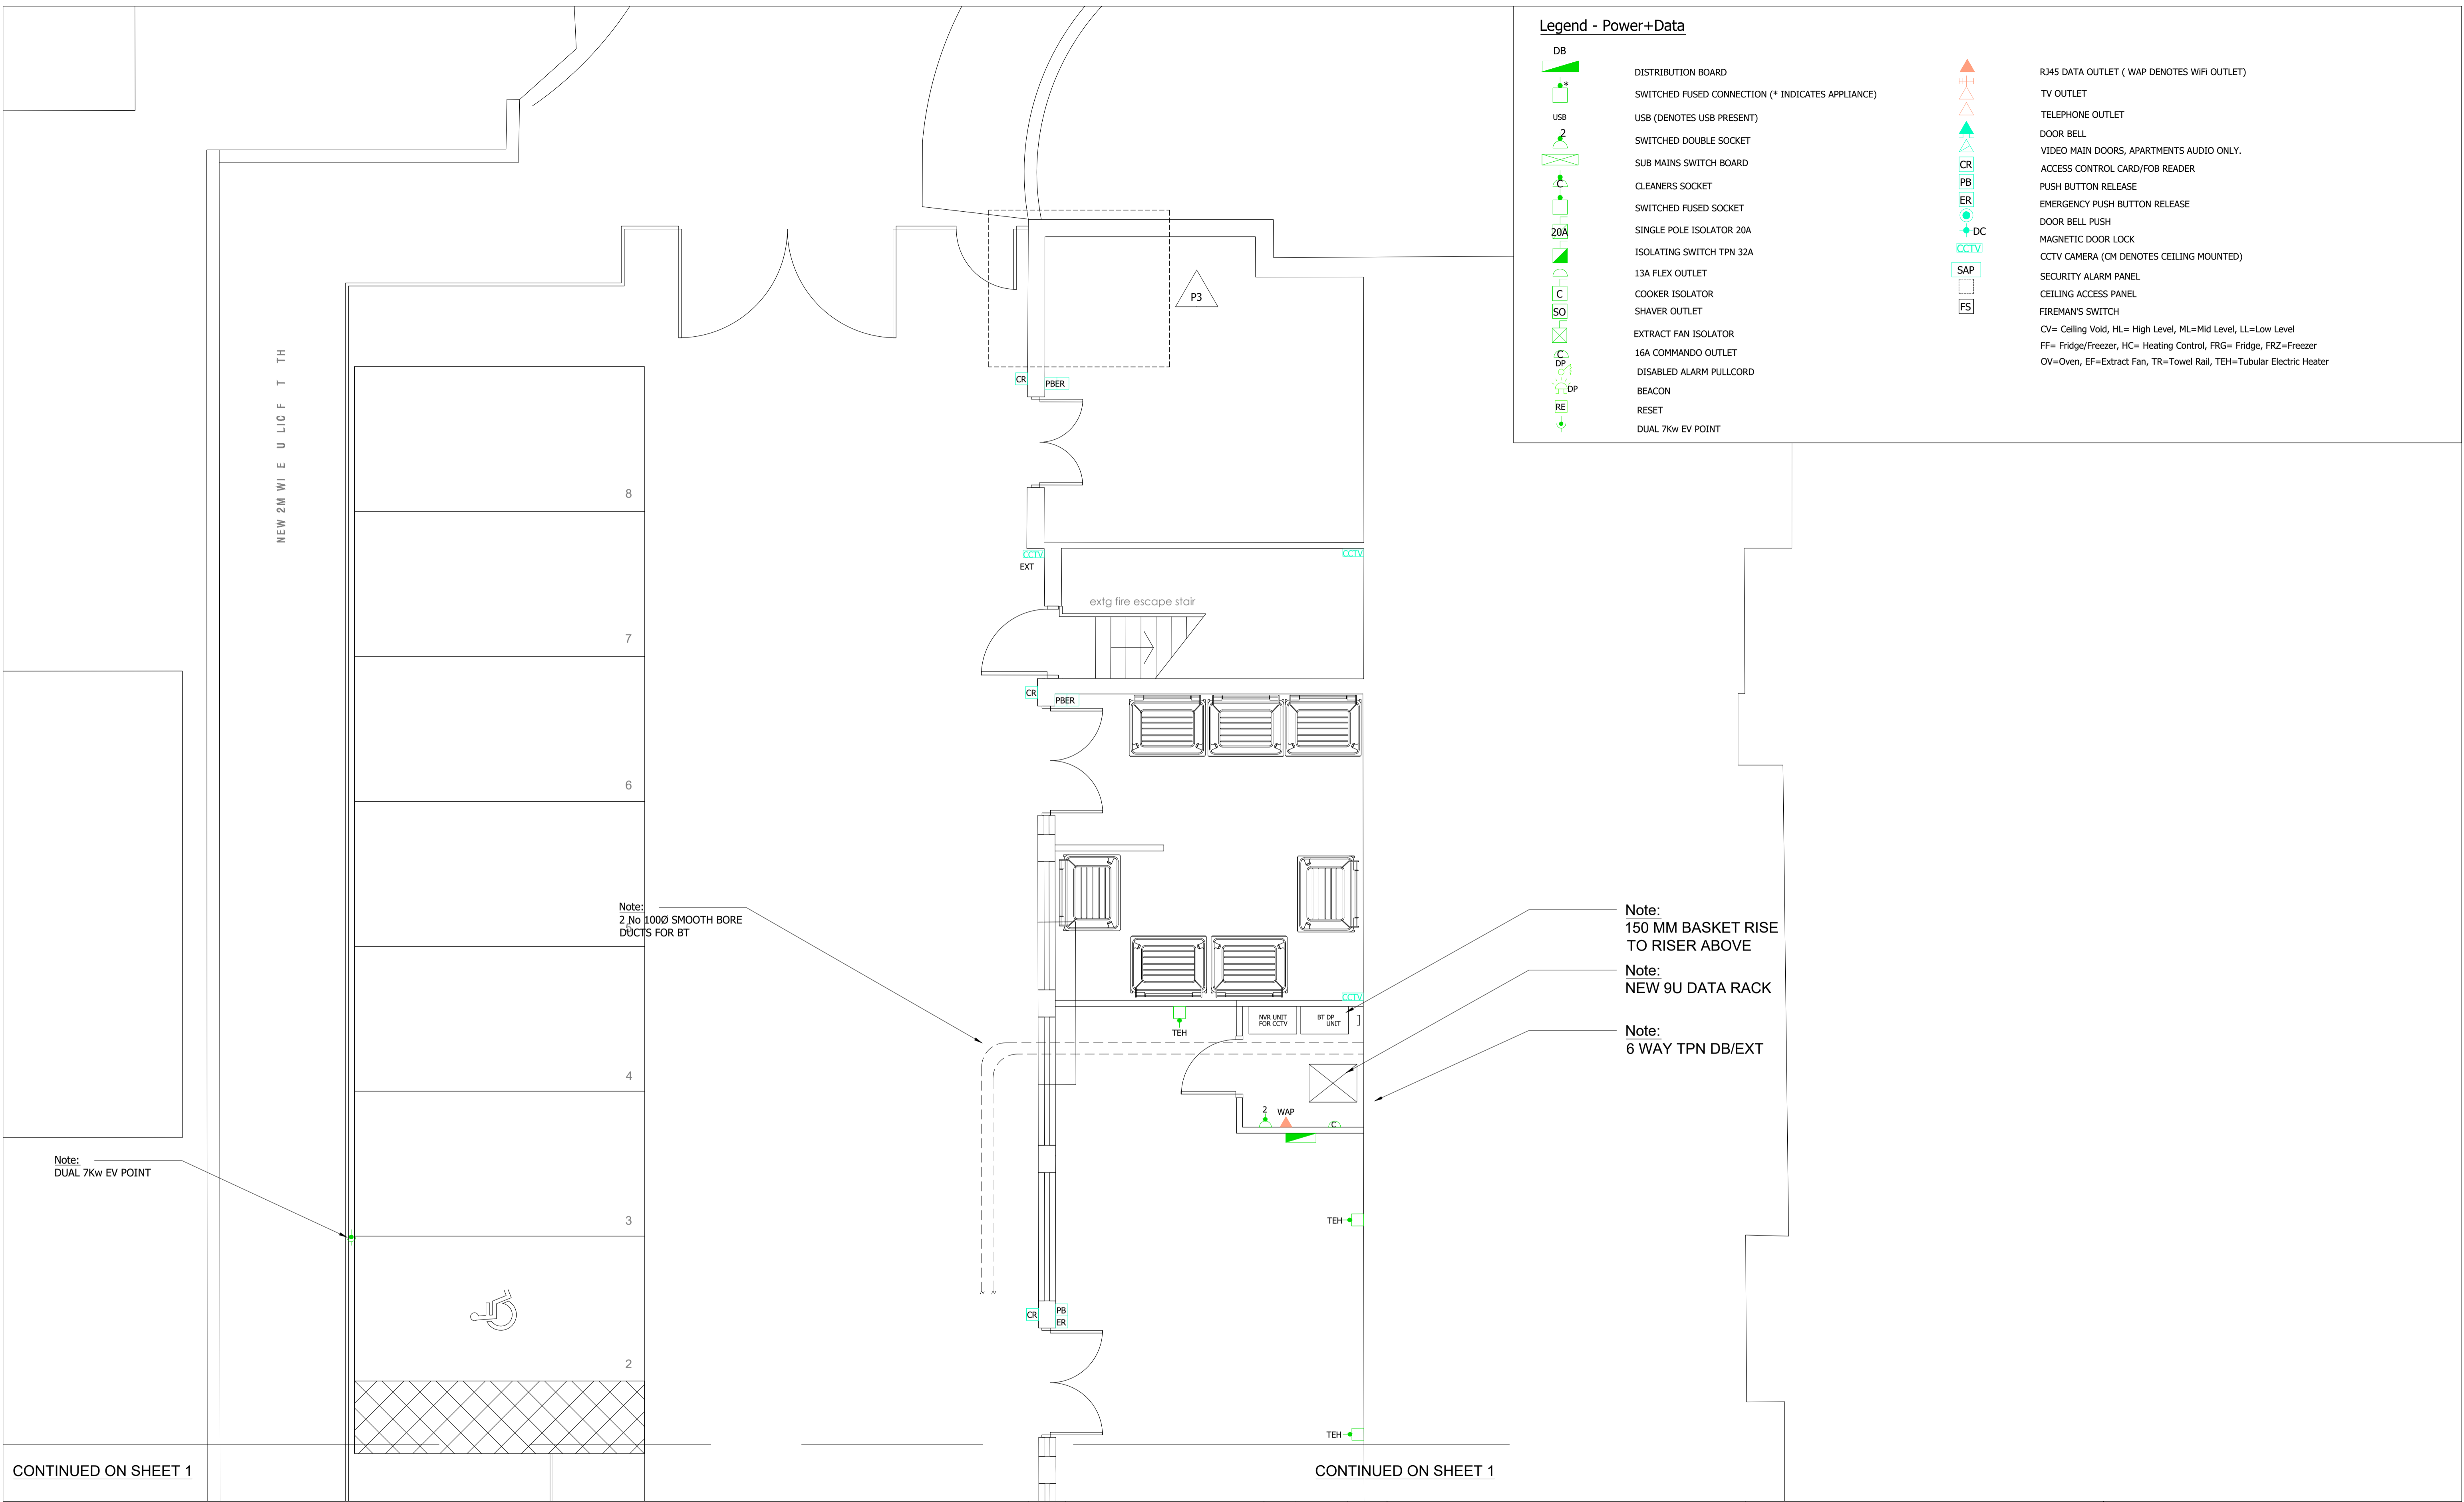 Legend - Power+Data
DB
DISTRIBUTION BOARD
*
SWITCHED FUSED CONNECTION (* INDICATES APPLIANCE)
USB
USB (DENOTES USB PRESENT)
2
SWITCHED DOUBLE SOCKET
SUB MAINS SWITCH BOARD
C
CLEANERS SOCKET
SWITCHED FUSED SOCKET
20A
SINGLE POLE ISOLATOR 20A
ISOLATING SWITCH TPN 32A
13A FLEX OUTLET
C
COOKER ISOLATOR
SO
SHAVER OUTLET
EXTRACT FAN ISOLATOR
C
16A COMMANDO OUTLET
DP
DISABLED ALARM PULLCORD
DP
BEACON
RE
RESET
DUAL 7Kw EV POINT
RJ45 DATA OUTLET ( WAP DENOTES WiFi OUTLET)
TV OUTLET
TELEPHONE OUTLET
DOOR BELL
VIDEO MAIN DOORS, APARTMENTS AUDIO ONLY.
CR
ACCESS CONTROL CARD/FOB READER
PB
PUSH BUTTON RELEASE
ER
EMERGENCY PUSH BUTTON RELEASE
DOOR BELL PUSH
DC
MAGNETIC DOOR LOCK
CCTV
CCTV CAMERA (CM DENOTES CEILING MOUNTED)
SAP
SECURITY ALARM PANEL
CEILING ACCESS PANEL
FS
FIREMAN'S SWITCH
CV= Ceiling Void, HL= High Level, ML=Mid Level, LL=Low Level
FF= Fridge/Freezer, HC= Heating Control, FRG= Fridge, FRZ=Freezer
OV=Oven, EF=Extract Fan, TR=Towel Rail, TEH=Tubular Electric Heater
P3
CR
PBER
NEW 2M WI E U LIC F T TH
8
CCTV
EXT
CCTV
extg fire escape stair
7
CR
PBER
6
Note:
2 No 100Ø SMOOTH BORE
DUCTS FOR BT
5
Note:
150 MM BASKET RISE
TO RISER ABOVE
Note:
NEW 9U DATA RACK
Note:
6 WAY TPN DB/EXT
CCTV
NVR UNIT
FOR CCTV
BT DP
UNIT
TEH
4
2
WAP
C
Note:
DUAL 7Kw EV POINT
3
TEH
CR
PB
ER
2
TEH
CONTINUED ON SHEET 1
CONTINUED ON SHEET 1